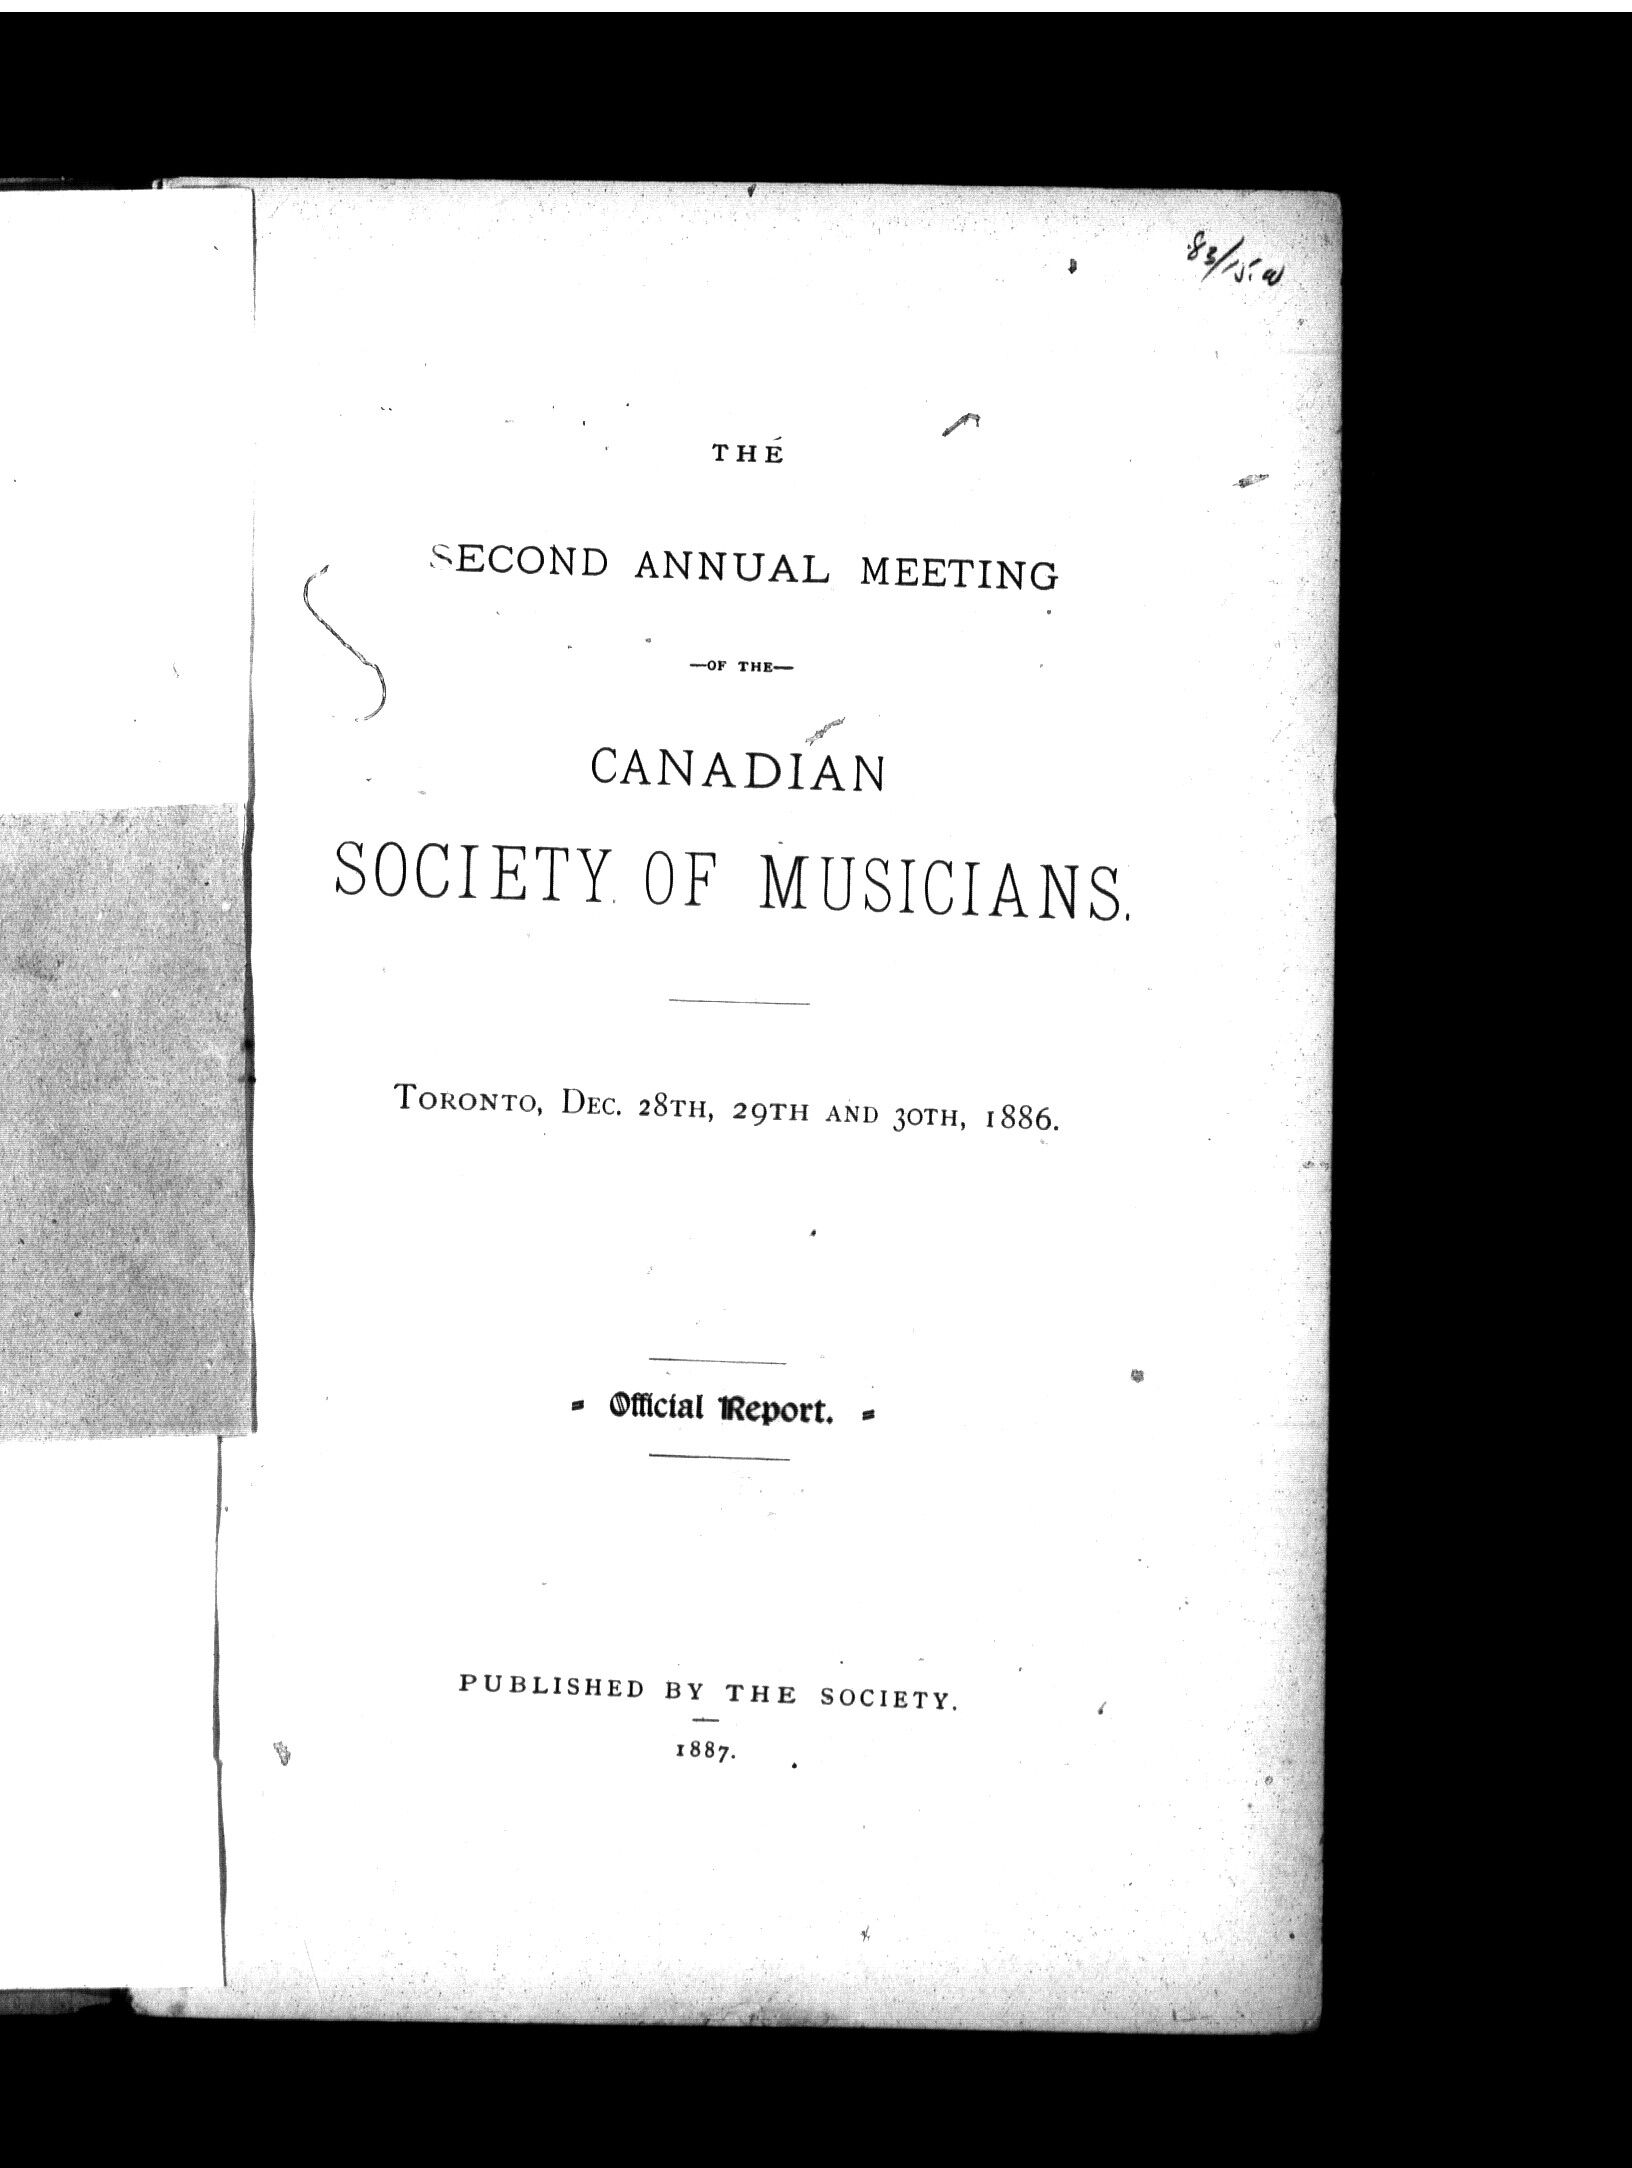 THE
SECOND ANNUAL MEETING
—OF THE—
CANADIAN
SOCIETY OF MUSICIANS.
TORONTO, DEC. 28TH, 29TH AND 30TH, 1886.
Official Report.
PUBLISHED BY THE SOCIETY.
1887.